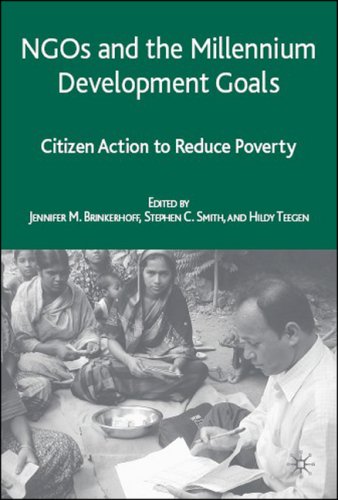 NGOs and the Millennium
Development Goals
Citizen Action to Reduce Poverty
EDITED BY
JENNIFER M. BRINKERHOFF, STEPHEN C. SMITH, AND HILDY TEEGEN